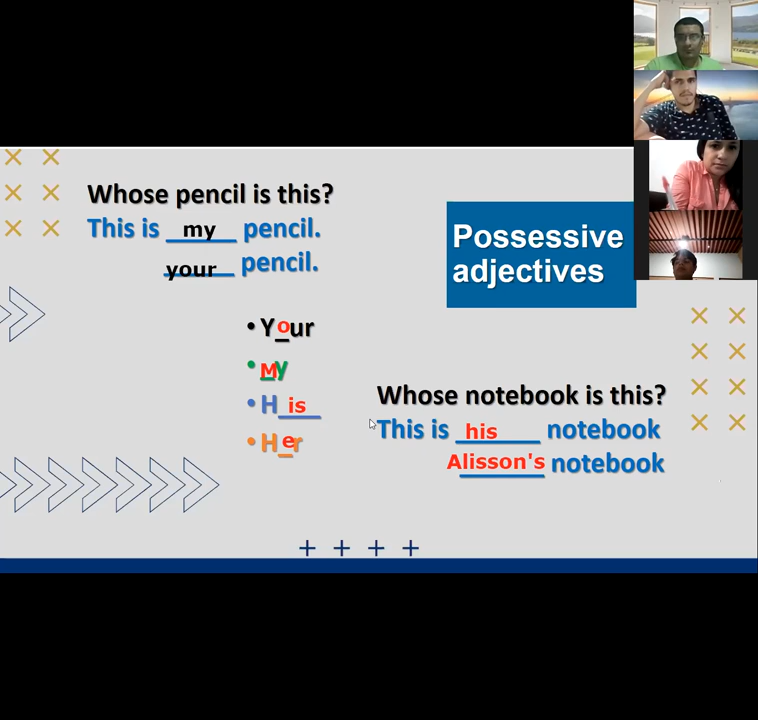 Whose pencil is this?
This is my pencil.
your pencil.
Possessive
adjectives
• Your
• My
• His
• Her
Whose notebook is this?
This is his notebook
Alisson's notebook